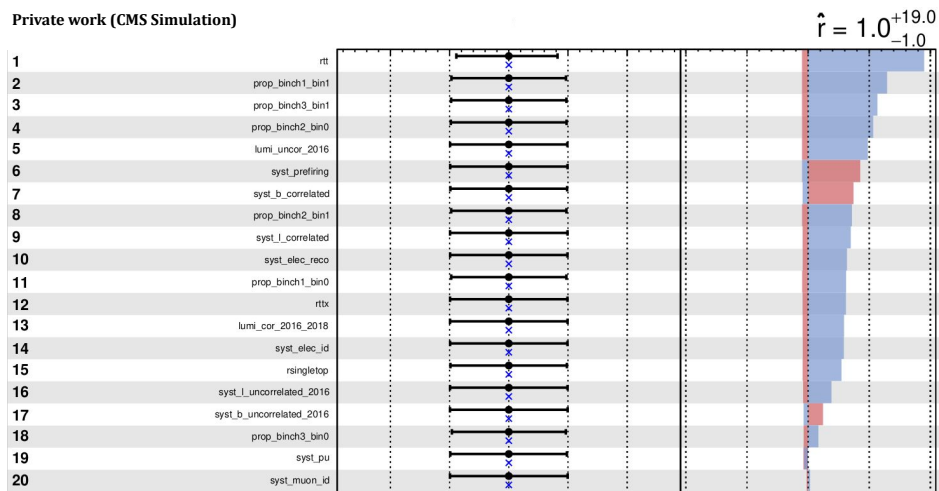 Private work (CMS Simulation)
r̂ = 1.0 +19.0 −1.0
1 rtt
2 prop_binch1_bin1
3 prop_binch3_bin1
4 prop_binch2_bin0
5 lumi_uncor_2016
6 syst_prefiring
7 syst_b_correlated
8 prop_binch2_bin1
9 syst_l_correlated
10 syst_elec_reco
11 prop_binch1_bin0
12 rttx
13 lumi_cor_2016_2018
14 syst_elec_id
15 rsingletop
16 syst_l_uncorrelated_2016
17 syst_b_uncorrelated_2016
18 prop_binch3_bin0
19 syst_pu
20 syst_muon_id